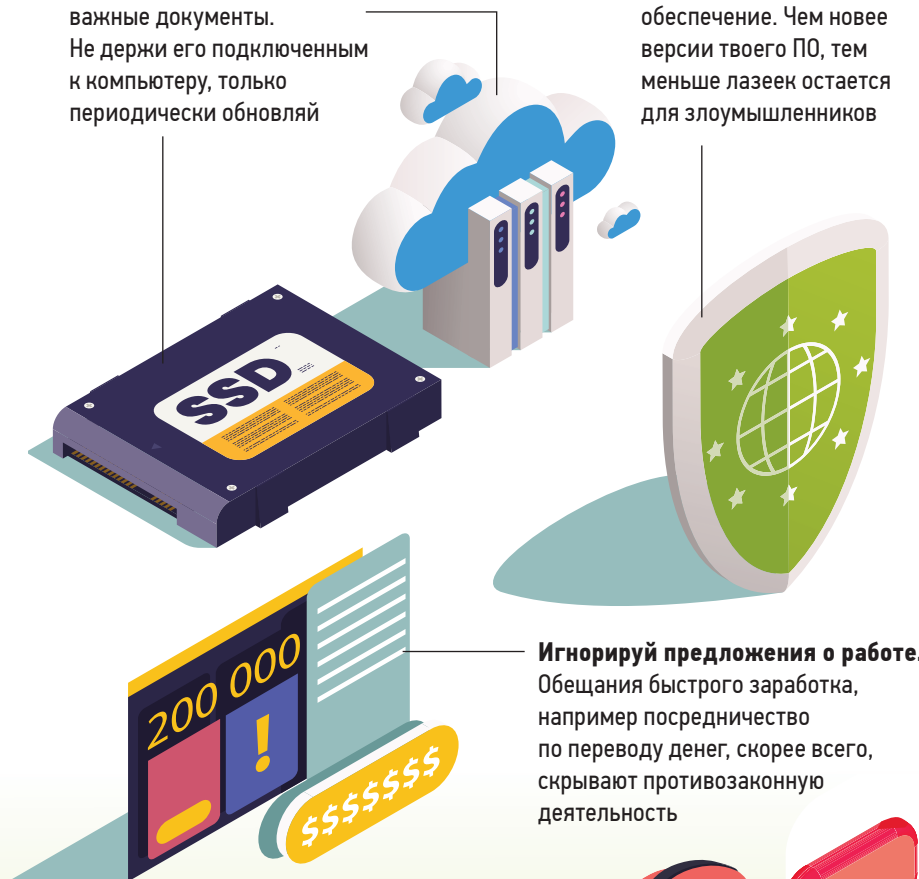 важные документы.
Не держи его подключенным
к компьютеру, только
периодически обновляй
обеспечение. Чем новее
версии твоего ПО, тем
меньше лазеек остается
для злоумышленников
SSD
200 000
!
$$$$$$$
Игнорируй предложения о работе.
Обещания быстрого заработка,
например посредничество
по переводу денег, скорее всего,
скрывают противозаконную
деятельность